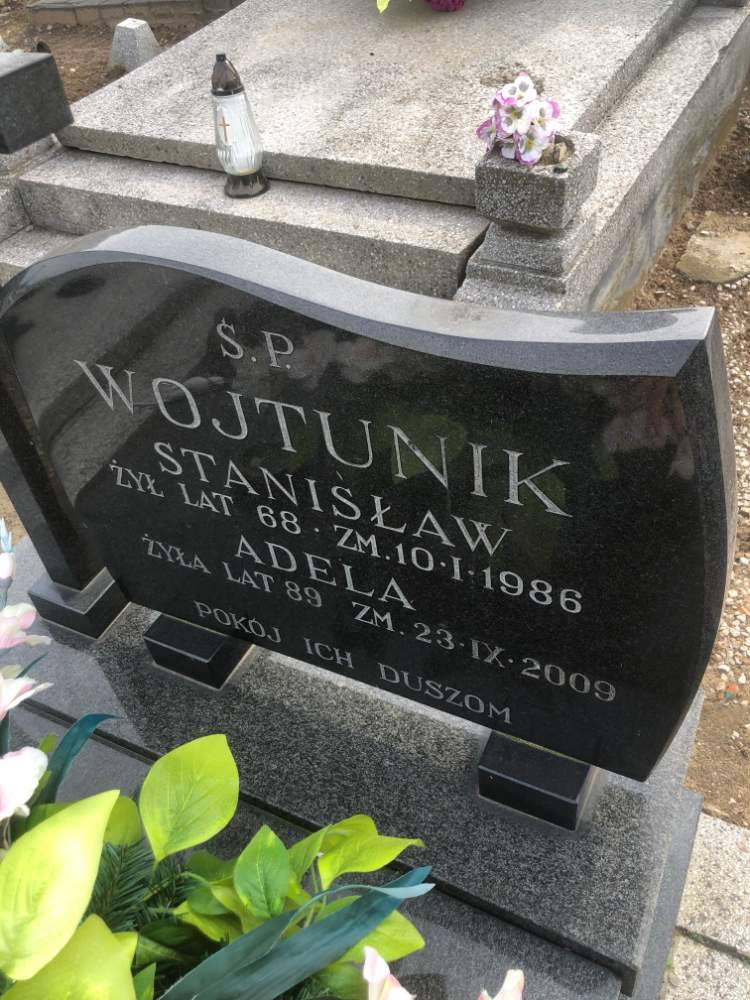 Ś.P.
WOJTUNIK
STANISŁAW
ŻYŁ LAT 68 · ZM. 10·I·1986
ADELA
ŻYŁA LAT 89 ZM. 23·IX·2009
POKÓJ ICH DUSZOM